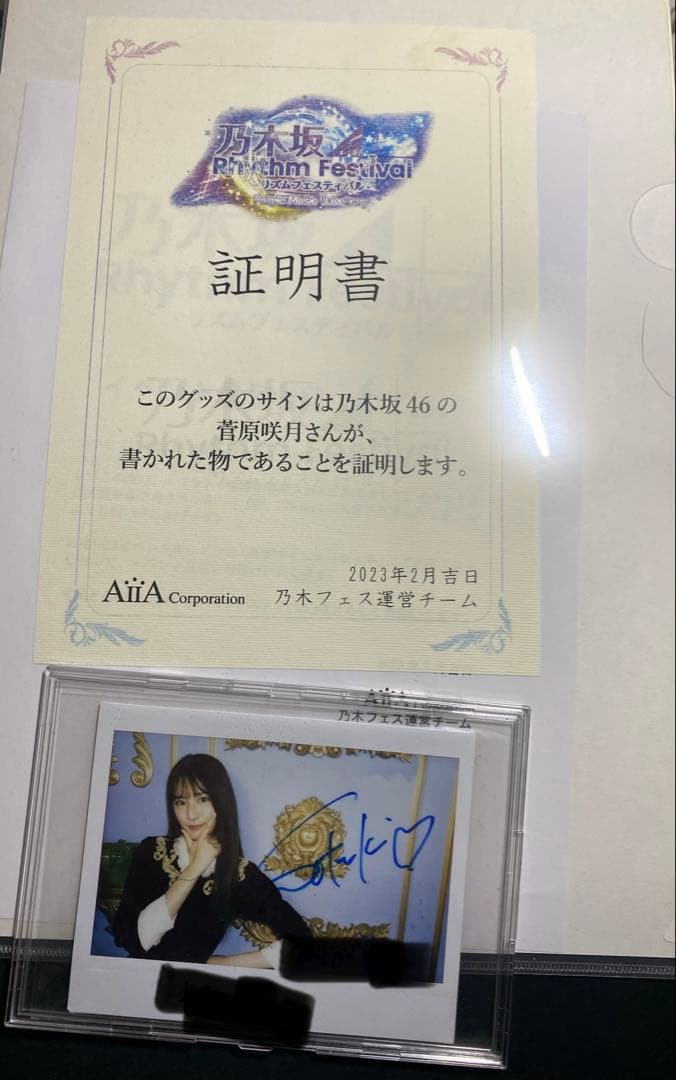 乃木坂
Rhythm Festival
リズムフェスティバル
証明書
このグッズのサインは乃木坂46の
菅原咲月さんが、
書かれた物であることを証明します。
2023年2月吉日
AiiA Corporation 乃木フェス運営チーム
乃木フェス運営チーム
Satsuki♡